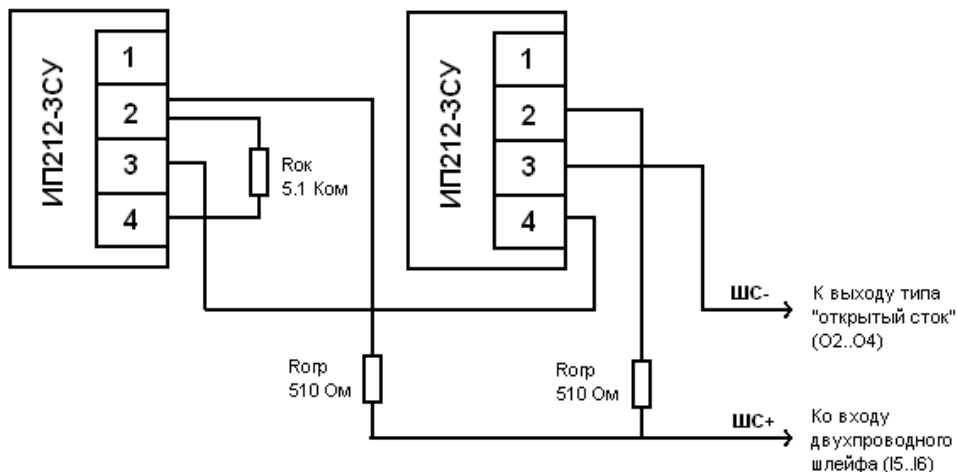 ИП212-3СУ
1
2
3
4
Rок
5.1 Ком
ИП212-3СУ
1
2
3
4
ШС-
К выходу типа
"открытый сток"
(O2..O4)
Rогр
510 Ом
Rогр
510 Ом
ШС+
Ко входу
двухпроводного
шлейфа (I5..I6)